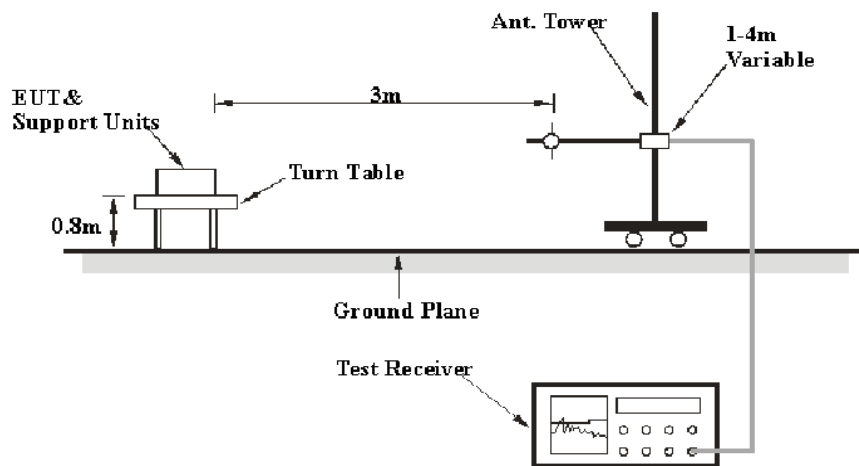 Ant. Tower
1-4m
Variable
3m
EUT&
Support Units
Turn Table
0.8m
Ground Plane
Test Receiver